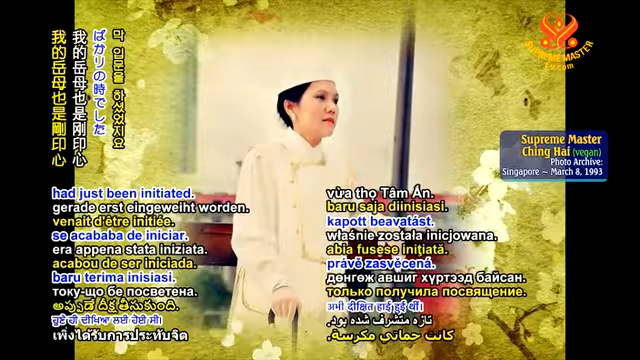 막 입문을 하셨었지요
ばかりの時でした
我的岳母也是刚印心
我的岳母也是剛印心
SUPREME MASTER
TV.com
Supreme Master
Ching Hai (vegan)
Photo Archive:
Singapore ~ March 8, 1993
had just been initiated.
gerade erst eingeweiht worden.
venait d'être initiée.
se acababa de iniciar.
era appena stata iniziata.
acabou de ser iniciada.
baru terima inisiasi.
току-що бе посветена.
అప్పుడే దీక్ష తీసుకుంది.
ਹੁਣੇ ਹੀ ਦੀਖਿਆ ਲਈ ਹੋਈ ਸੀ।
เพิ่งได้รับการประทับจิต
vừa thọ Tâm Ấn.
baru saja diinisiasi.
kapott beavatást.
właśnie została inicjowana.
abia fusese iniţiată.
právě zasvěcená.
дөнгөж авшиг хүртээд байсан.
только получила посвящение.
अभी दीक्षित हुई थीं।
تازه متشرف شده بود.
كانت حماتي مكرسة.